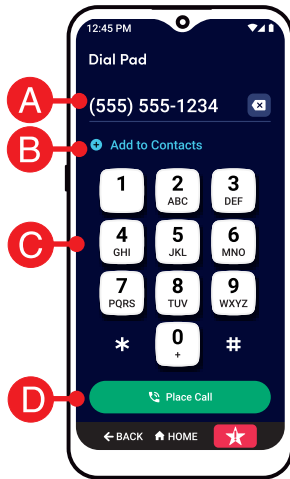 12:45 PM
Dial Pad
A
(555) 555-1234
B
Add to Contacts
1 2 3
ABC DEF
C
4 5 6
GHI JKL MNO
7 8 9
PQRS TUV WXYZ
* 0 #
+
D
Place Call
BACK HOME